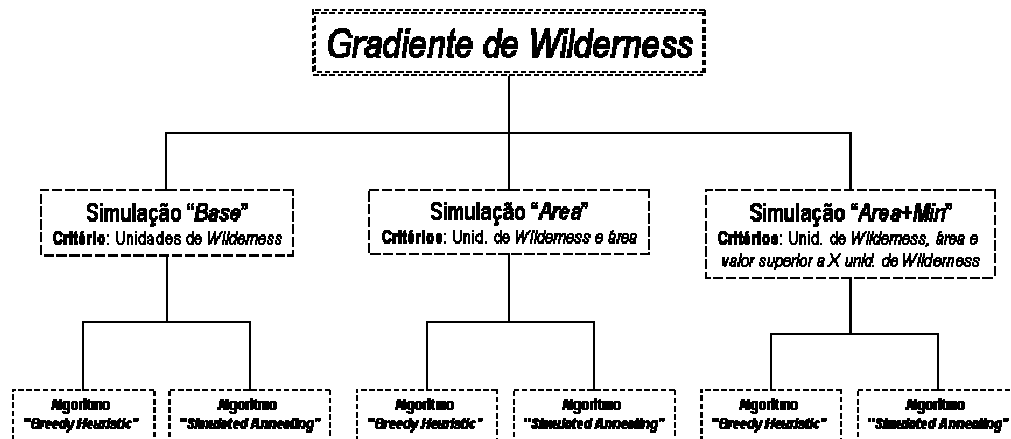 Gradiente de Wilderness
Simulação “Base”
Critério: Unidades de Wilderness
Simulação “Area”
Critérios: Unid. de Wilderness e área
Simulação “Area+Min”
Critérios: Unid. de Wilderness, área e
valor superior a X unid. de Wilderness
Algoritmo
"Greedy Heuristic"
Algoritmo
"Simulated Annealing"
Algoritmo
"Greedy Heuristic"
Algoritmo
"Simulated Annealing"
Algoritmo
"Greedy Heuristic"
Algoritmo
"Simulated Annealing"